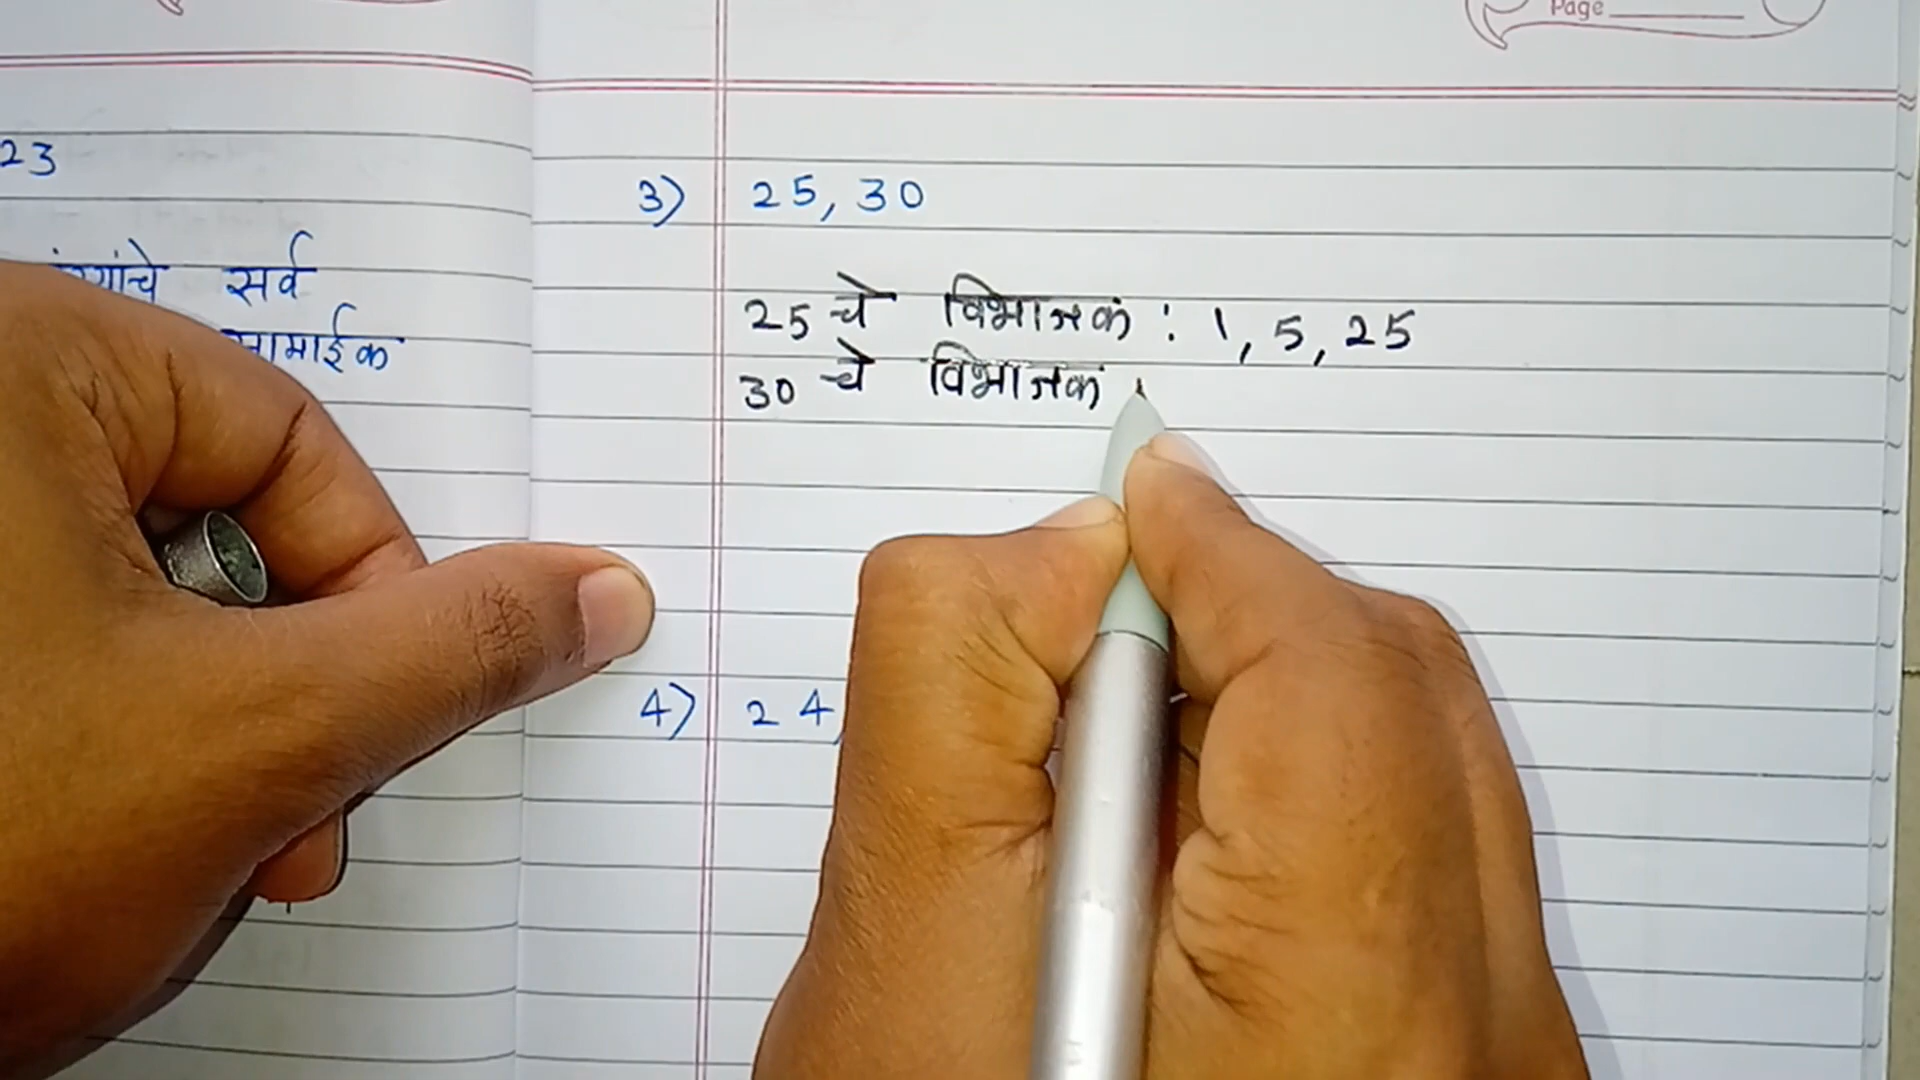 23
सर्व
सामाईक
Page
3) 25, 30
25 चे विभाजक : 1, 5, 25
30 चे विभाजक
4) 24,